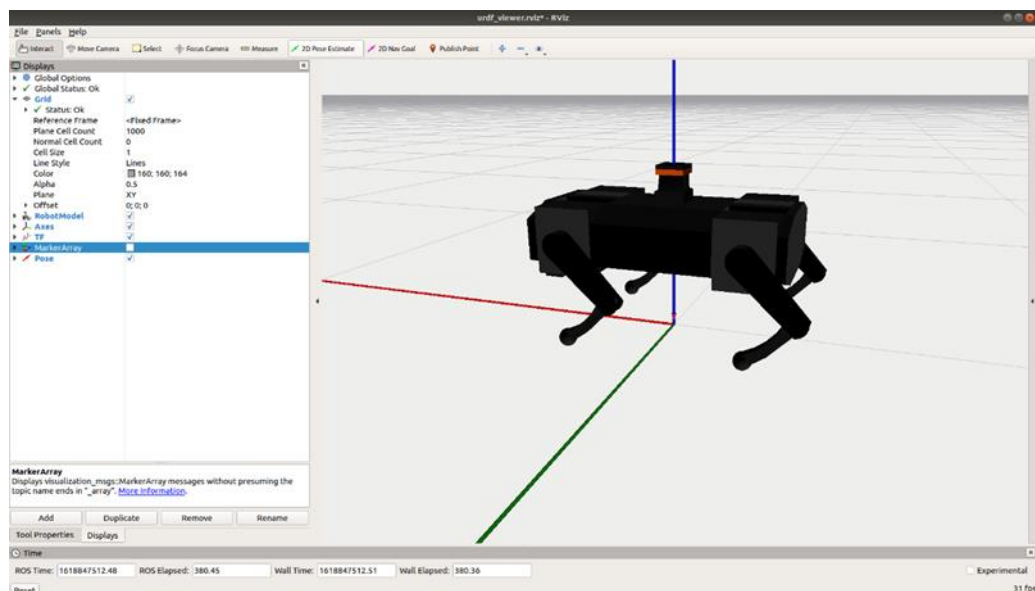 urdf_viewer.rviz* - RViz
File Panels Help
Interact Move Camera Select Focus Camera Measure 2D Pose Estimate 2D Nav Goal Publish Point
Displays
Global Options
Global Status: Ok
Grid
Status: Ok
Reference Frame <Fixed Frame>
Plane Cell Count 1000
Normal Cell Count 0
Cell Size 1
Line Style Lines
Color 160; 160; 164
Alpha 0.5
Plane XY
Offset 0; 0; 0
RobotModel
Axes
TF
MarkerArray
Pose
MarkerArray
Displays visualization_msgs::MarkerArray messages without presuming the
topic name ends in "_array". More Information.
Add Duplicate Remove Rename
Tool Properties Displays
Time
ROS Time: 1618847512.48 ROS Elapsed: 380.45 Wall Time: 1618847512.51 Wall Elapsed: 380.36 Experimental
Reset 31 fps